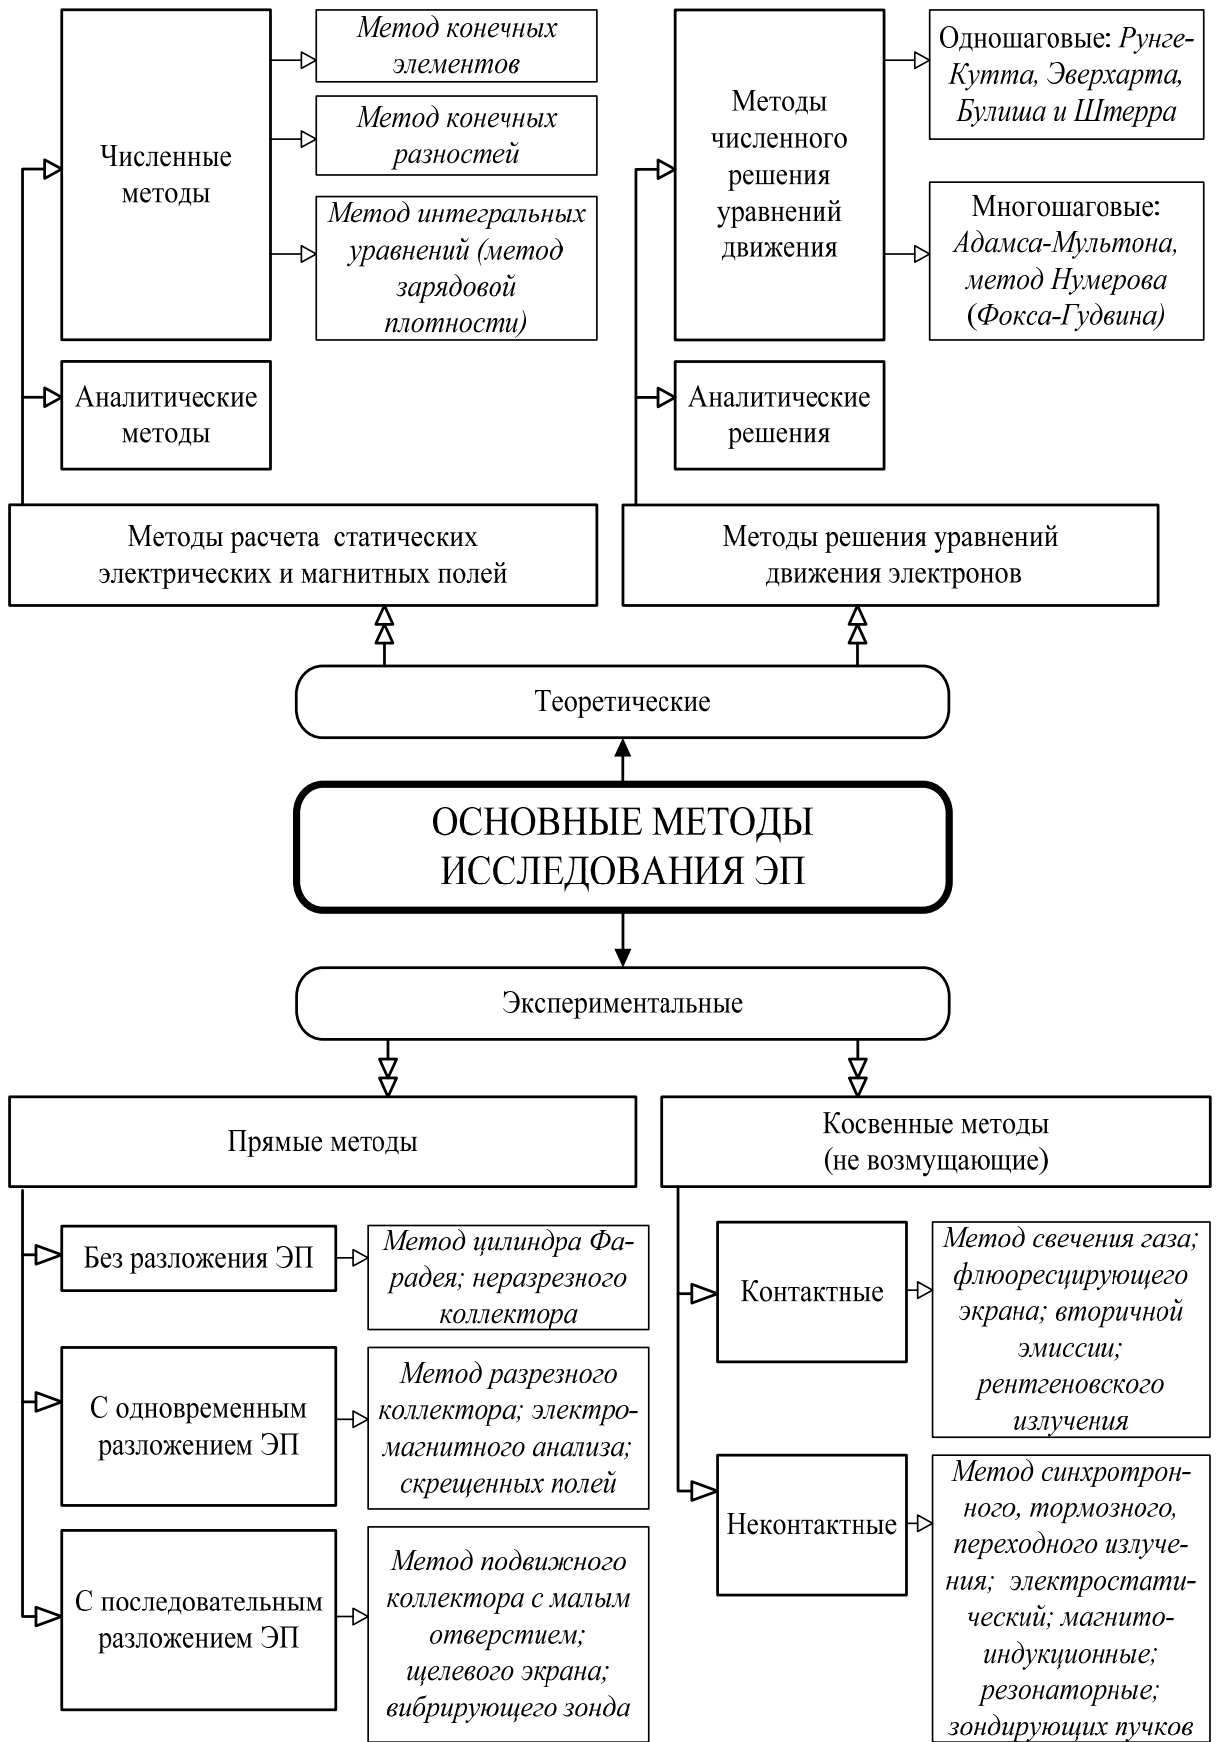 Численные
методы
Метод конечных
элементов
Метод конечных
разностей
Метод интегральных
уравнений (метод
зарядовой
плотности)
Аналитические
методы
Методы расчета статических
электрических и магнитных полей
Методы
численного
решения
уравнений
движения
Одношаговые: Рунге-
Кутта, Эверхарта,
Булиша и Штерра
Многошаговые:
Адамса-Мультона,
метод Нумерова
(Фокса-Гудвина)
Аналитические
решения
Методы решения уравнений
движения электронов
Теоретические
ОСНОВНЫЕ МЕТОДЫ
ИССЛЕДОВАНИЯ ЭП
Экспериментальные
Прямые методы
Без разложения ЭП
Метод цилиндра Фа-
радея; неразрезного
коллектора
С одновременным
разложением ЭП
Метод разрезного
коллектора; электро-
магнитного анализа;
скрещенных полей
С последовательным
разложением ЭП
Метод подвижного
коллектора с малым
отверстием;
щелевого экрана;
вибрирующего зонда
Косвенные методы
(не возмущающие)
Контактные
Метод свечения газа;
флюоресцирующего
экрана; вторичной
эмиссии;
рентгеновского
излучения
Неконтактные
Метод синхротрон-
ного, тормозного,
переходного излуче-
ния; электростати-
ческий; магнито-
индукционные;
резонаторные;
зондирующих пучков